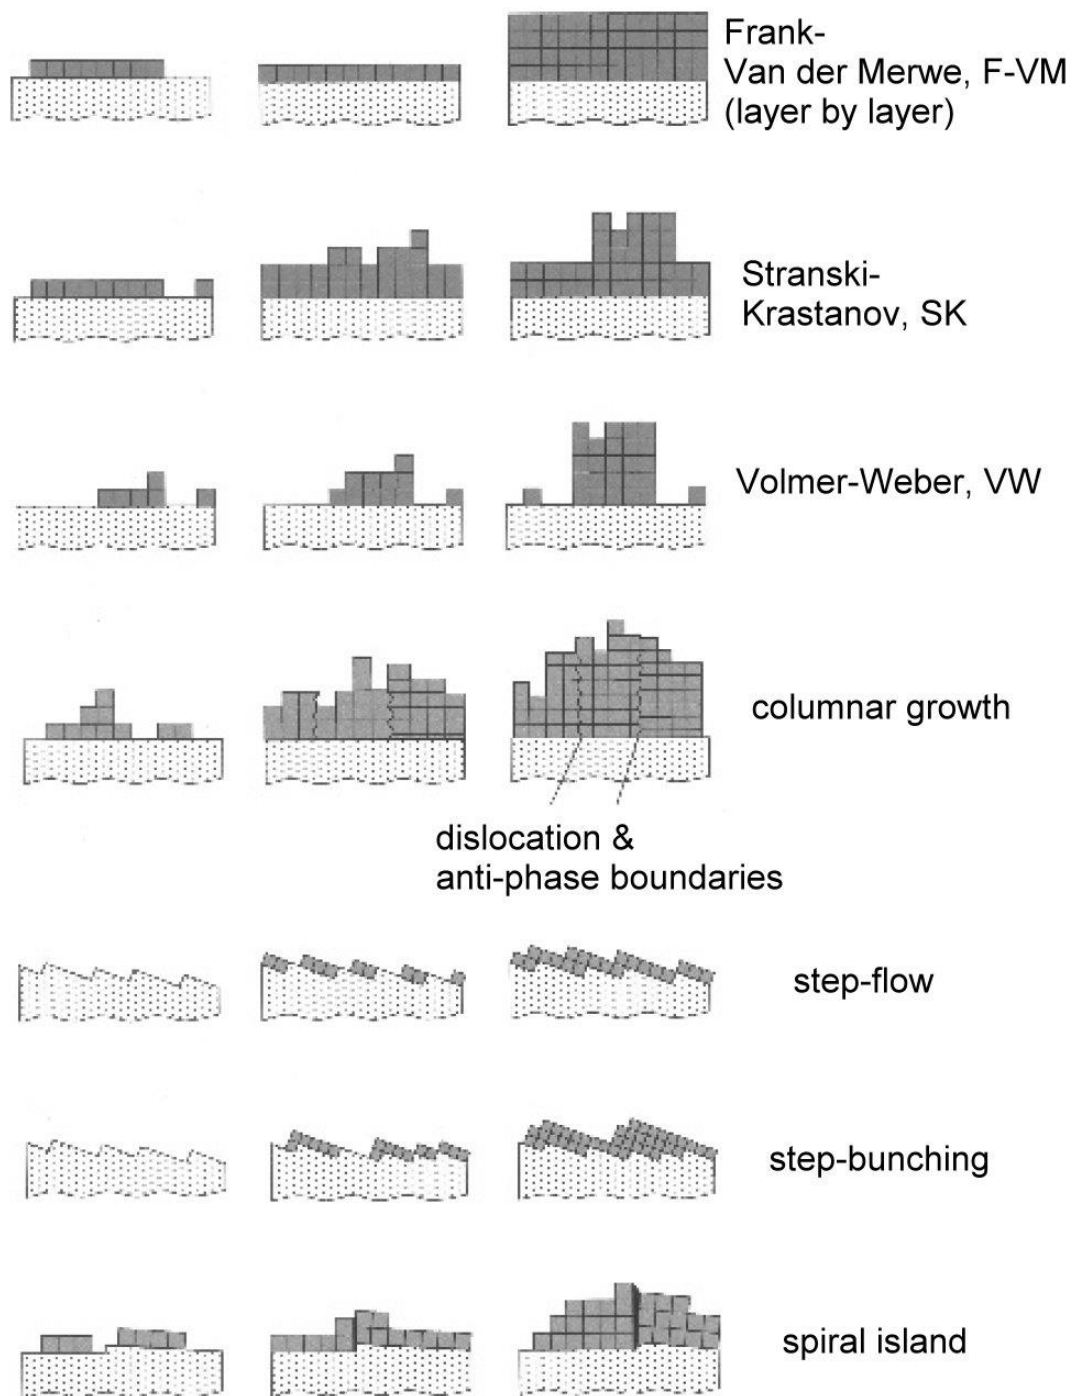 Frank-
Van der Merwe, F-VM
(layer by layer)
Stranski-
Krastanov, SK
Volmer-Weber, VW
columnar growth
dislocation &
anti-phase boundaries
step-flow
step-bunching
spiral island